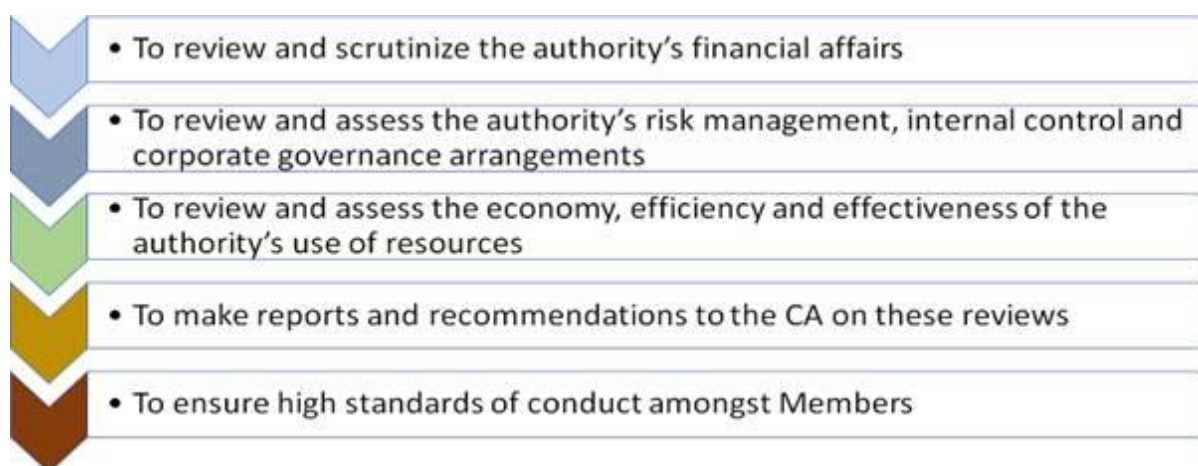 • To review and scrutinize the authority's financial affairs
• To review and assess the authority's risk management, internal control and
corporate governance arrangements
• To review and assess the economy, efficiency and effectiveness of the
authority's use of resources
• To make reports and recommendations to the CA on these reviews
• To ensure high standards of conduct amongst Members